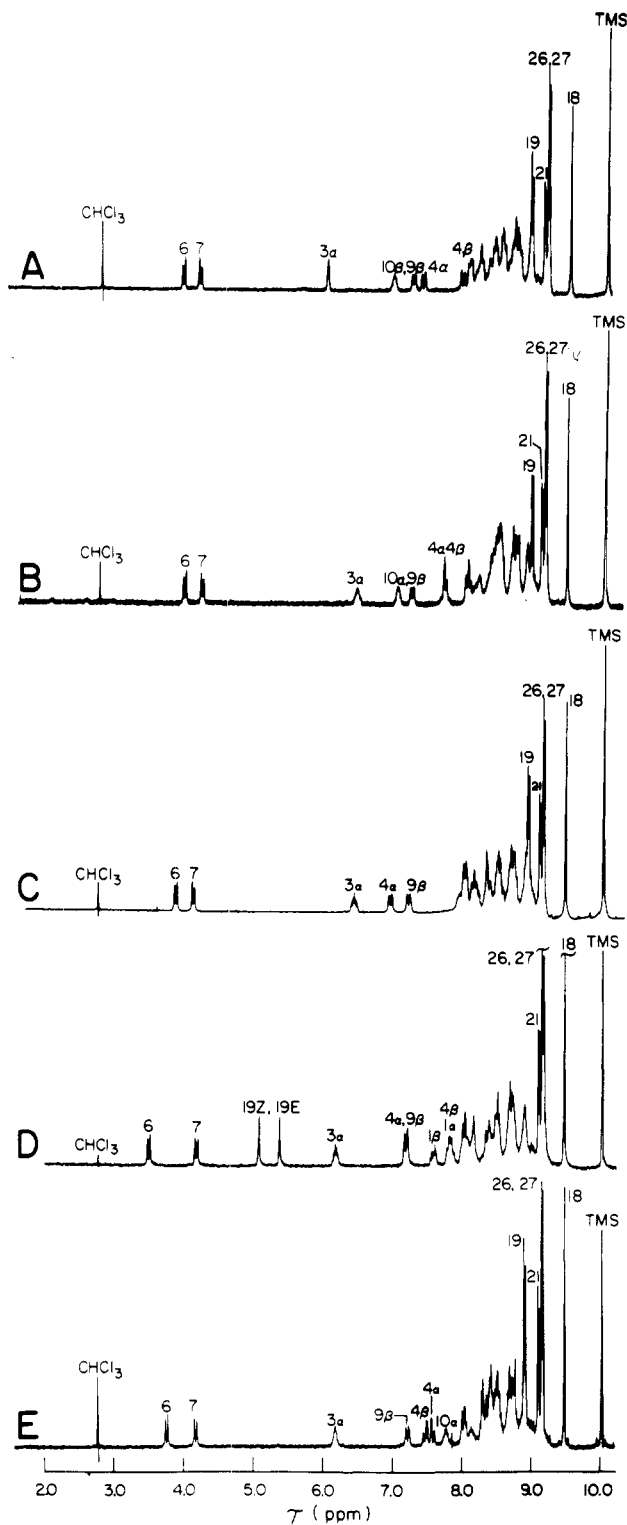 TMS
26,27
18
19
21
CHCl3
6 7
3α
10β,9β 4α
4β
A
TMS
26,27
18
21
19
CHCl3
6 7
3α
10α,9β
4α4β
B
TMS
26, 27
18
19
21
CHCl3
6 7
3α 4α 9β
C
26, 27
18
TMS
21
19Z, 19E
6
7
CHCl3
3α
4α,9β
1β
4β
1α
D
26, 27
18
TMS
19
21
CHCl3
6 7
3α
9β
4β
4α
10α
E
2.0 3.0 4.0 5.0 6.0 7.0 8.0 9.0 10.0
τ ( ppm )